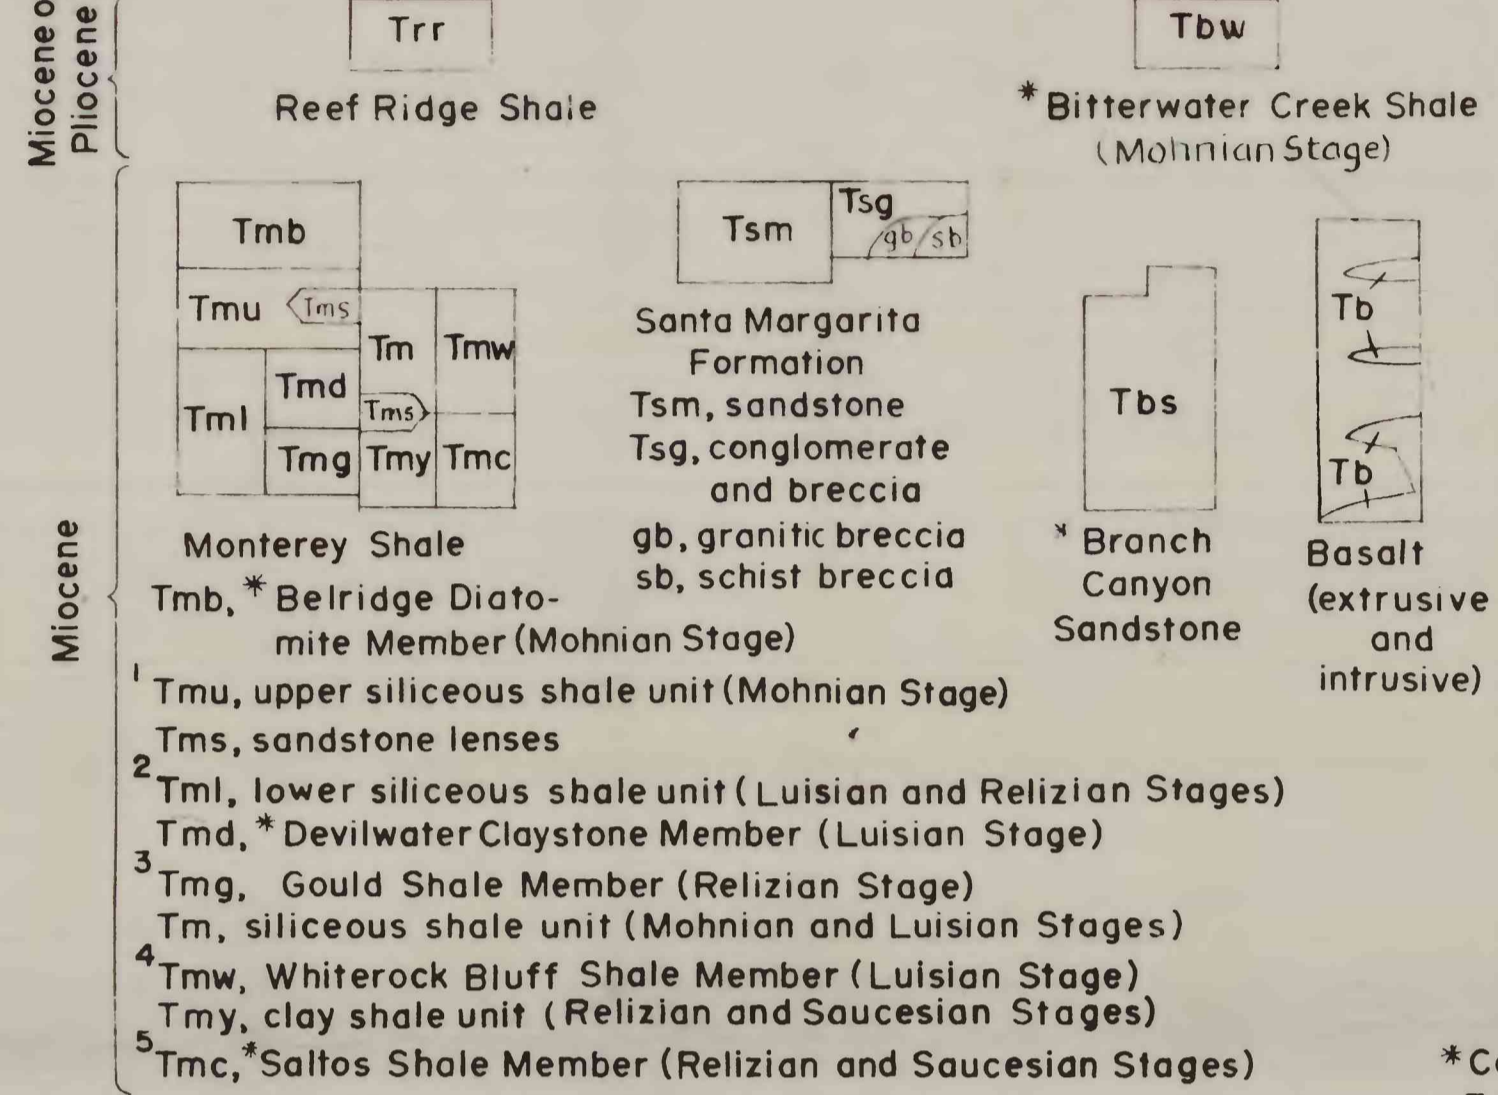 Miocene o
Pliocene
Trr
Reef Ridge Shale
Tbw
* Bitterwater Creek Shale
(Mohnian Stage)
Miocene
Tmb
Tmu
Tms
Tm
Tmw
Tml
Tmd
Tms
Tmg
Tmy
Tmc
Monterey Shale
Tmb, * Belridge Diato-
mite Member (Mohnian Stage)
1 Tmu, upper siliceous shale unit (Mohnian Stage)
Tms, sandstone lenses
2 Tml, lower siliceous shale unit (Luisian and Relizian Stages)
Tmd, * Devilwater Claystone Member (Luisian Stage)
3 Tmg, Gould Shale Member (Relizian Stage)
Tm, siliceous shale unit (Mohnian and Luisian Stages)
4 Tmw, Whiterock Bluff Shale Member (Luisian Stage)
Tmy, clay shale unit (Relizian and Saucesian Stages)
5 Tmc, * Saltos Shale Member (Relizian and Saucesian Stages)
Tsm
Tsg
gb
sb
Santa Margarita
Formation
Tsm, sandstone
Tsg, conglomerate
and breccia
gb, granitic breccia
sb, schist breccia
Tbs
* Branch
Canyon
Sandstone
Tb
Tb
Basalt
(extrusive
and
intrusive)
* C